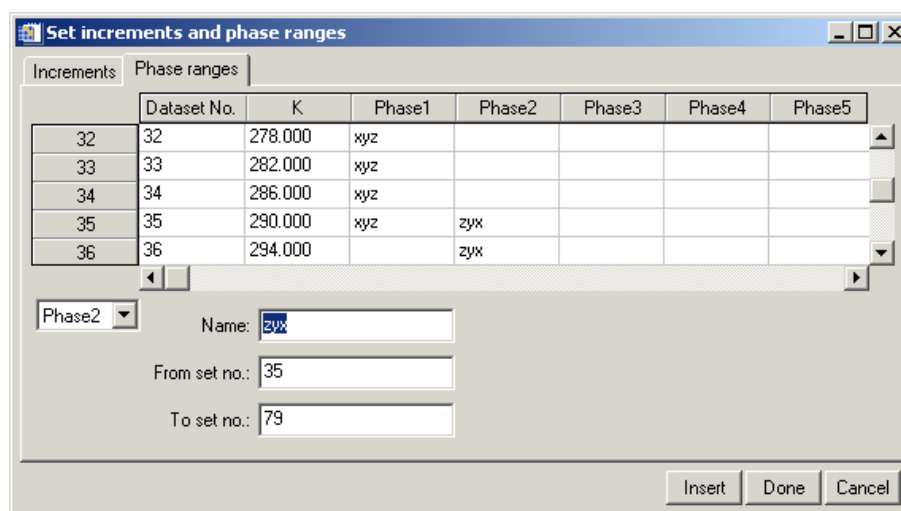 Set increments and phase ranges
Increments Phase ranges
Dataset No. K Phase1 Phase2 Phase3 Phase4 Phase5
32 32 278.000 xyz
33 33 282.000 xyz
34 34 286.000 xyz
35 35 290.000 xyz zyx
36 36 294.000 zyx
Phase2
Name: zyx
From set no.: 35
To set no.: 79
Insert Done Cancel